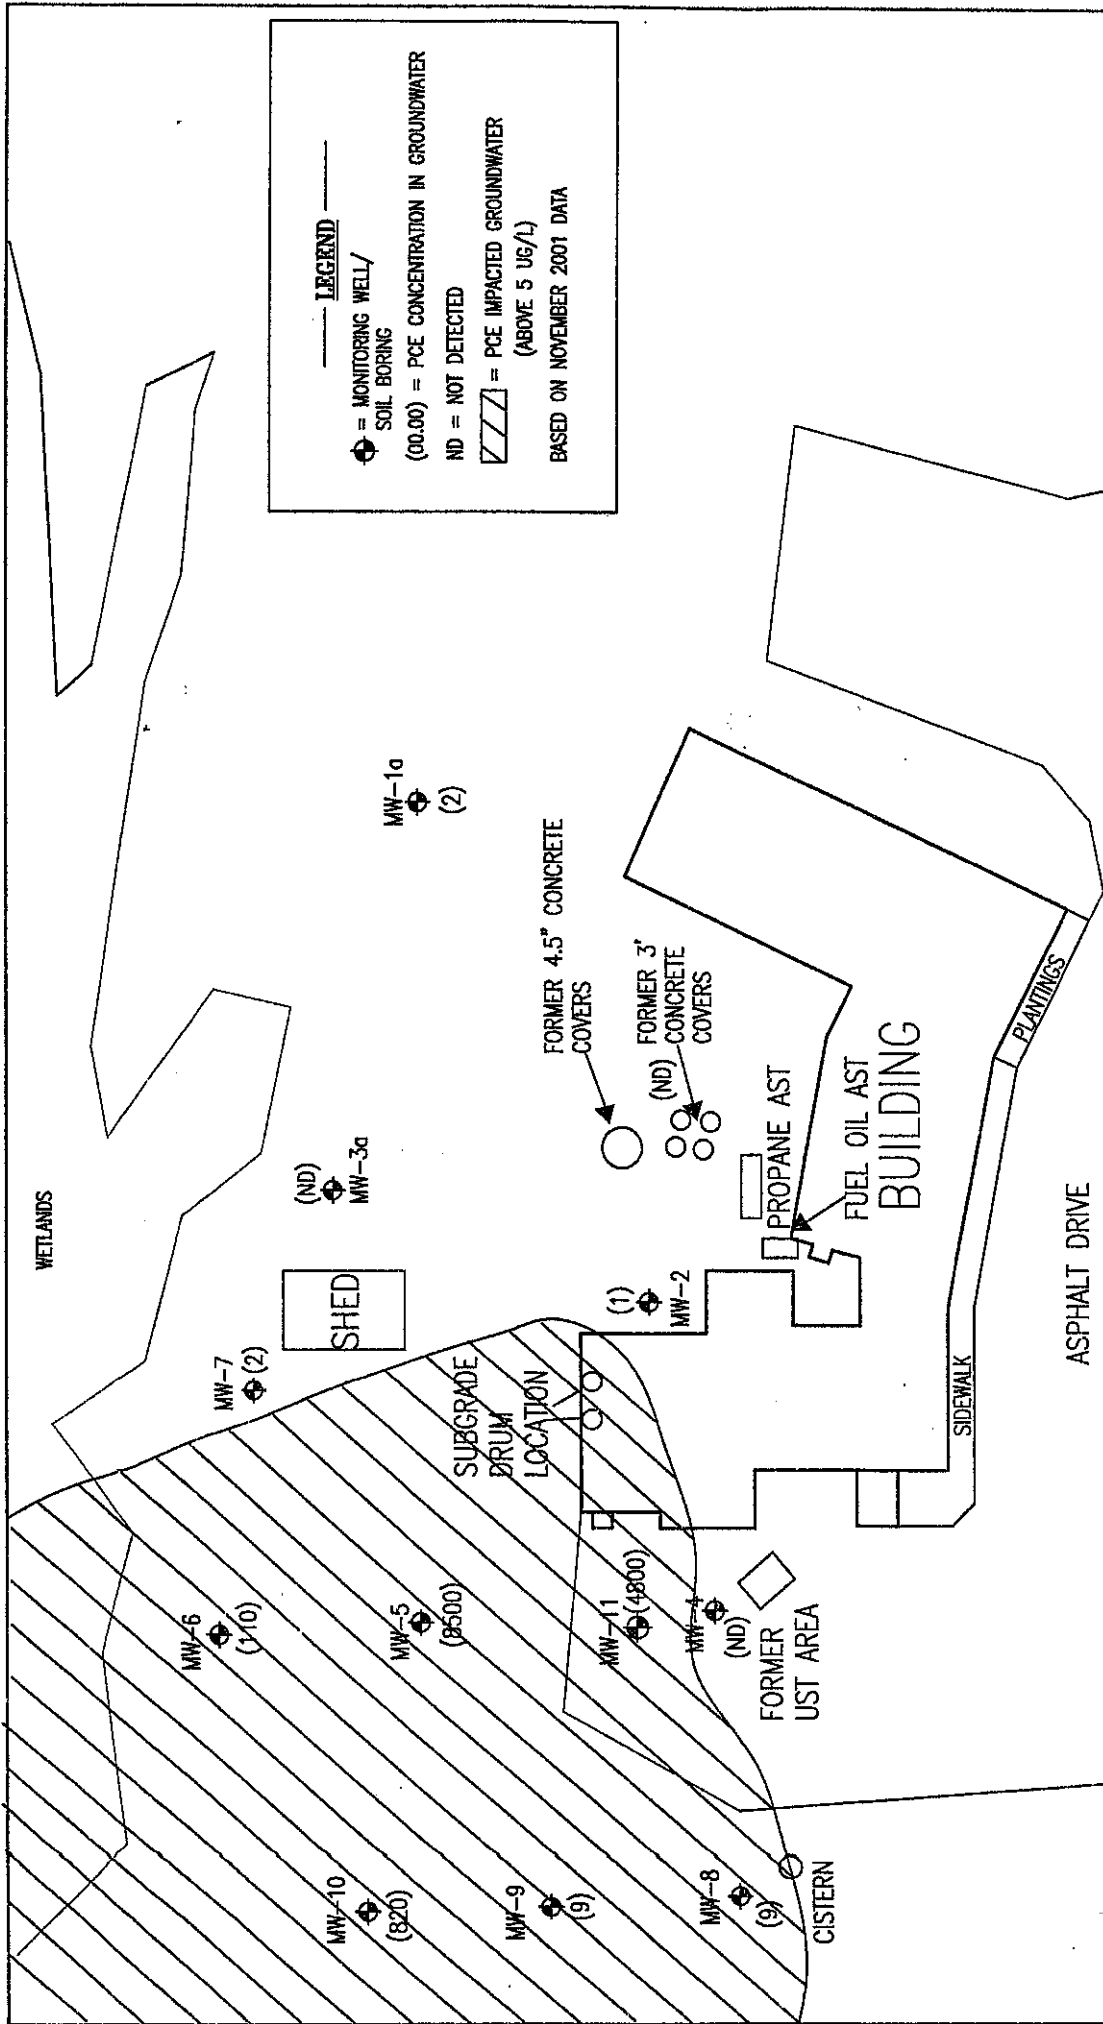 WETLANDS
LEGEND
= MONITORING WELL/
SOIL BORING
(00.00) = PCE CONCENTRATION IN GROUNDWATER
ND = NOT DETECTED
= PCE IMPACTED GROUNDWATER
(ABOVE 5 UG/L)
BASED ON NOVEMBER 2001 DATA
MW-6
(110)
MW-7
(2)
MW-10
(820)
MW-5
(8500)
SHED
(ND)
MW-3a
MW-1a
(2)
MW-9
(9)
SUBGRADE
DRUM
LOCATION
FORMER 4.5" CONCRETE
COVERS
MW-11
(4800)
(1)
MW-2
(ND)
FORMER 3'
CONCRETE
COVERS
MW-8
(9)
MW-4
(ND)
FORMER
UST AREA
CISTERN
PROPANE AST
FUEL OIL AST
BUILDING
SIDEWALK
PLANTINGS
ASPHALT DRIVE